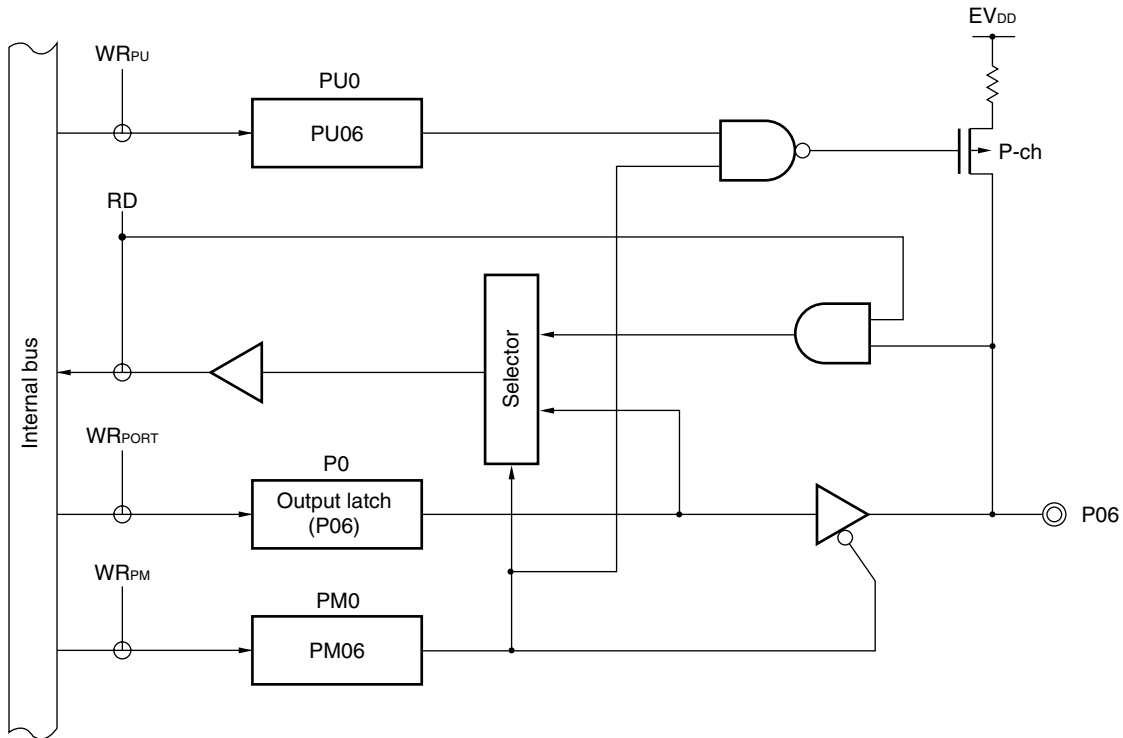 EVDD
WRPU
PU0
PU06
P-ch
RD
Selector
Internal bus
WRPORT
P0
Output latch
(P06)
P06
WRPM
PM0
PM06